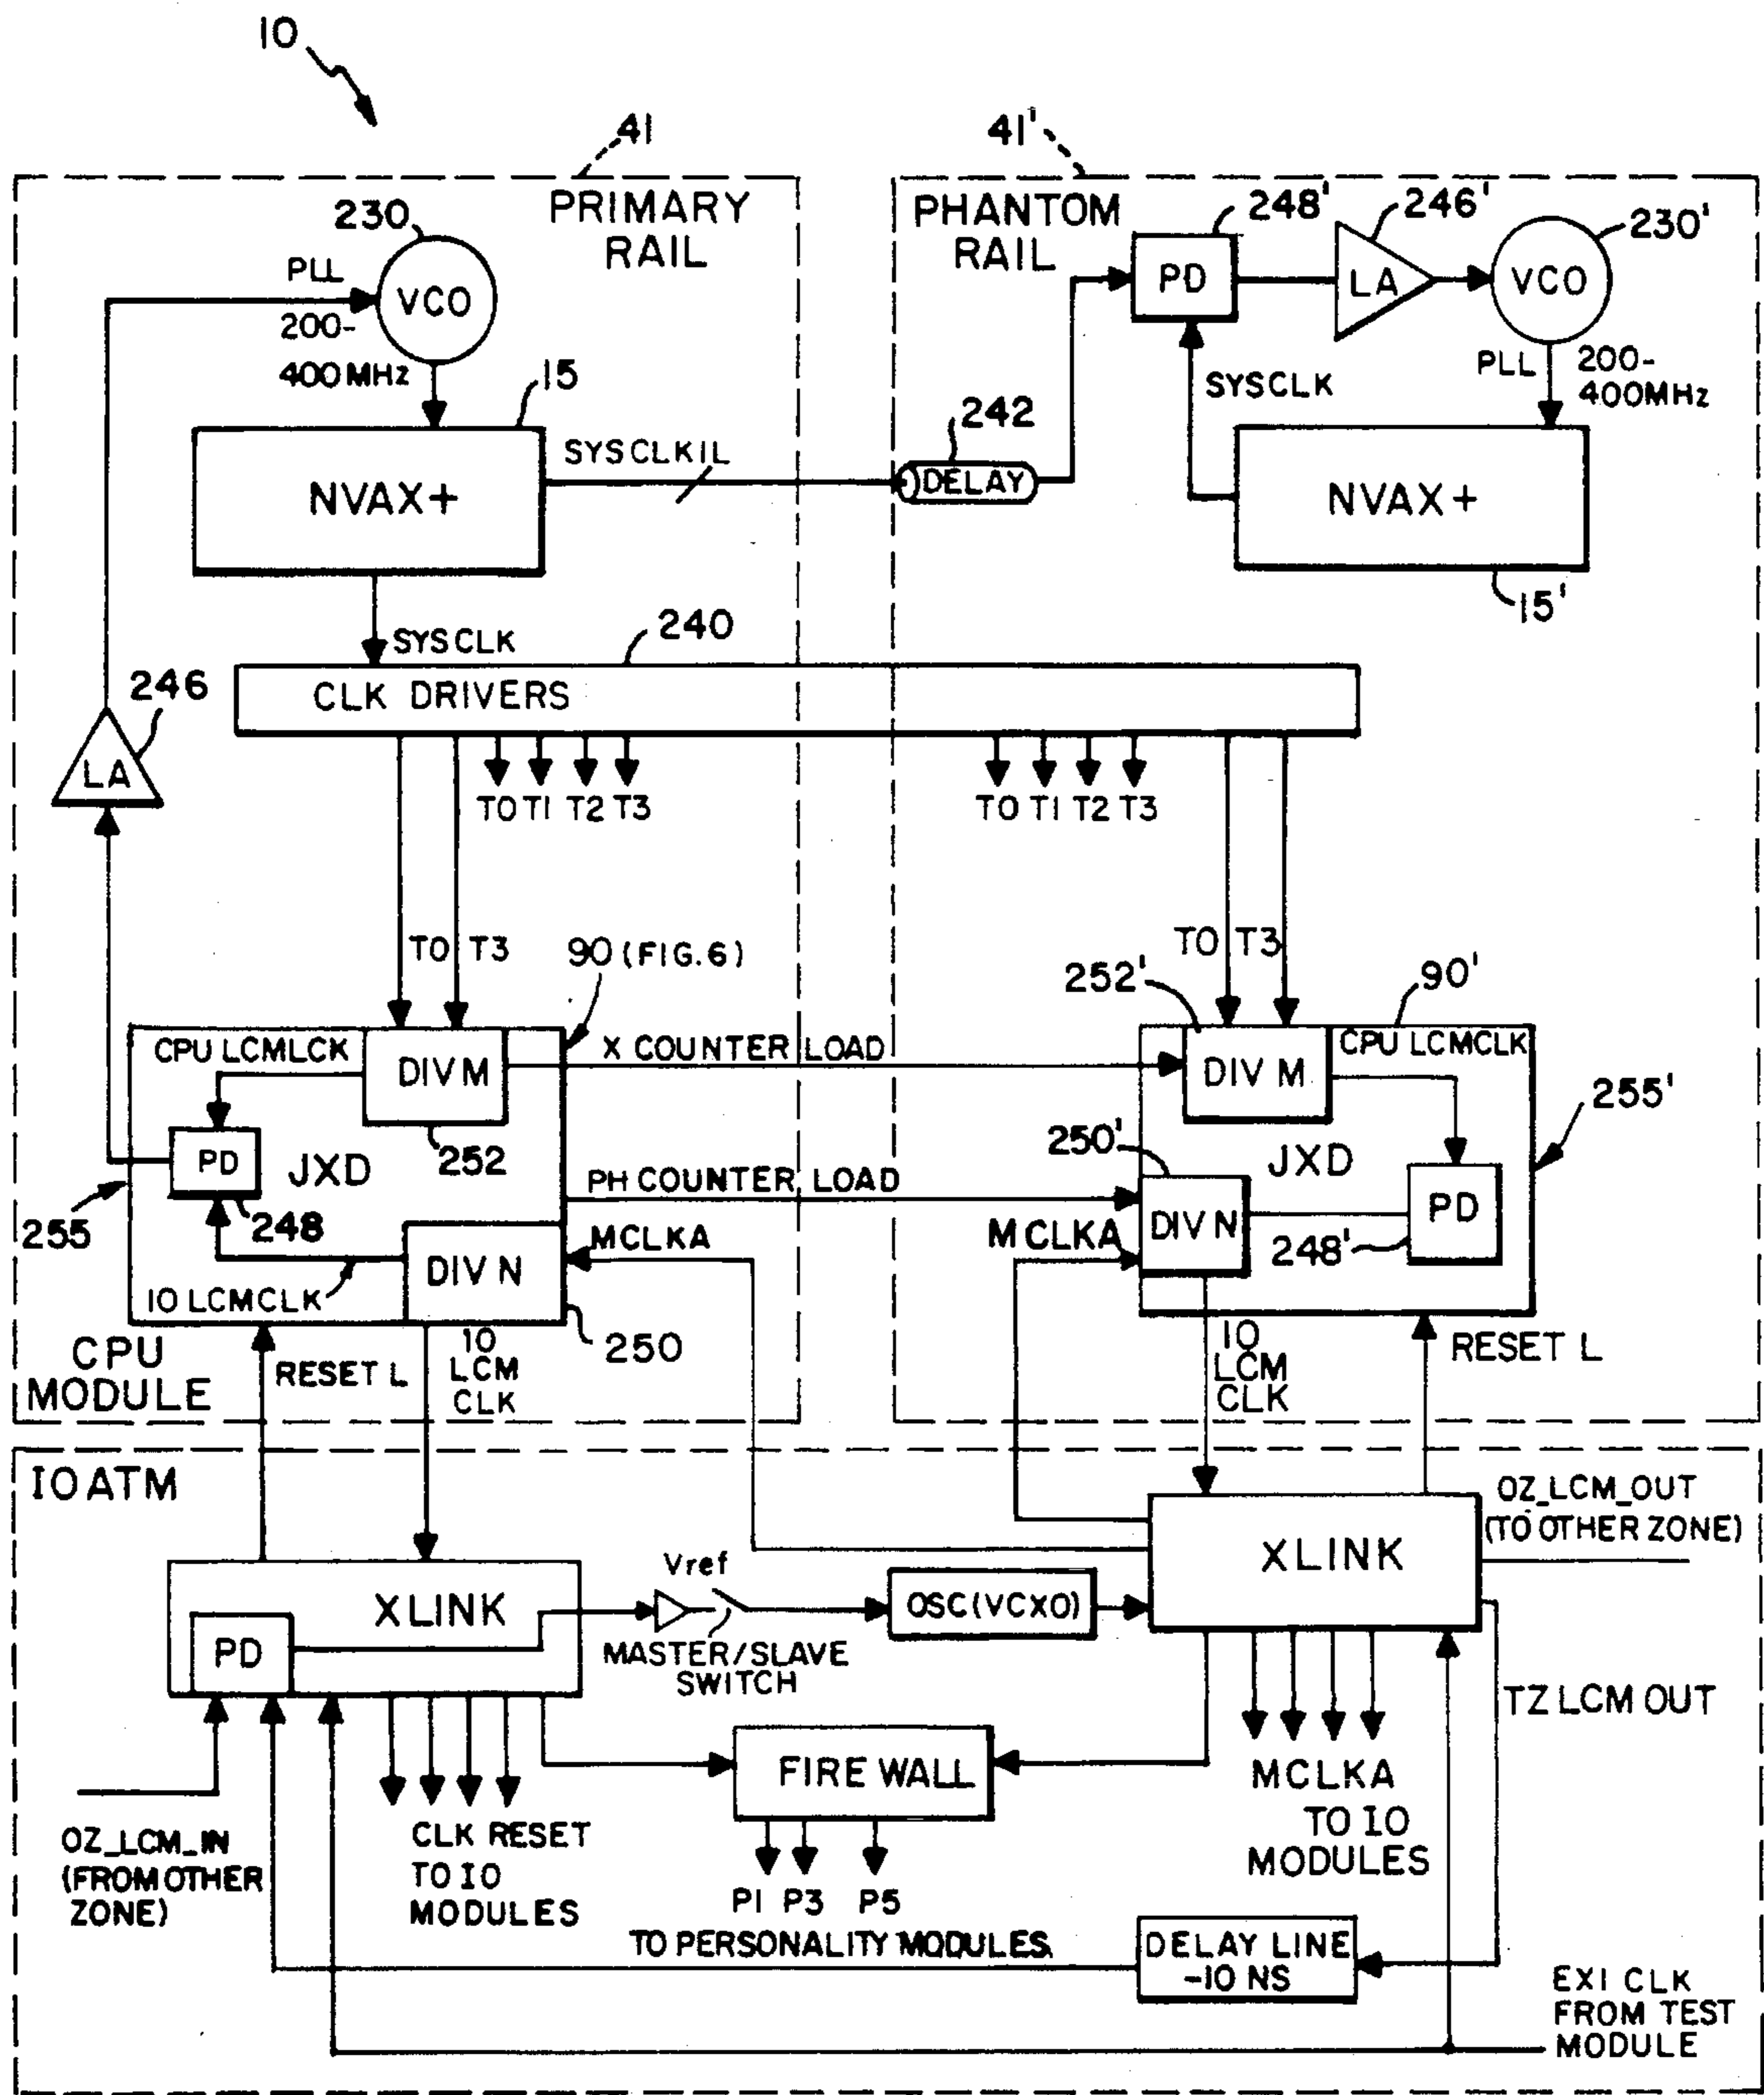 10
41
41'
PRIMARY
RAIL
PHANTOM
RAIL
230
248'
246'
230'
PLL
VCO
200-
400MHz
PD
LA
VCO
PLL
200-
400MHz
15
SYSCLK
242
SYSCLKIL
DELAY
NVAX+
NVAX+
15'
SYSCLK
240
CLK DRIVERS
246
LA
T0 T1 T2 T3
T0 T1 T2 T3
T0 T3
90 (FIG.6)
T0 T3
252'
90'
CPU LCMLCK
DIV M
X COUNTER LOAD
DIV M
CPU LCMCLK
255'
PD
JXD
252
250'
JXD
PH COUNTER LOAD
PD
255
248
MCLKA
MCLKA
DIV N
248'
DIV N
IO LCMCLK
250
CPU
MODULE
RESET L
IO
LCM
CLK
IO
LCM
CLK
RESET L
IO ATM
OZ_LCM_OUT
(TO OTHER ZONE)
XLINK
Vref
OSC(VCXO)
XLINK
PD
MASTER/SLAVE
SWITCH
TZ LCM OUT
FIRE WALL
MCLKA
TO IO
MODULES
OZ_LCM_IN
(FROM OTHER
ZONE)
CLK RESET
TO IO
MODULES
P1 P3 P5
TO PERSONALITY MODULES.
DELAY LINE
-10 NS
EXI CLK
FROM TEST
MODULE